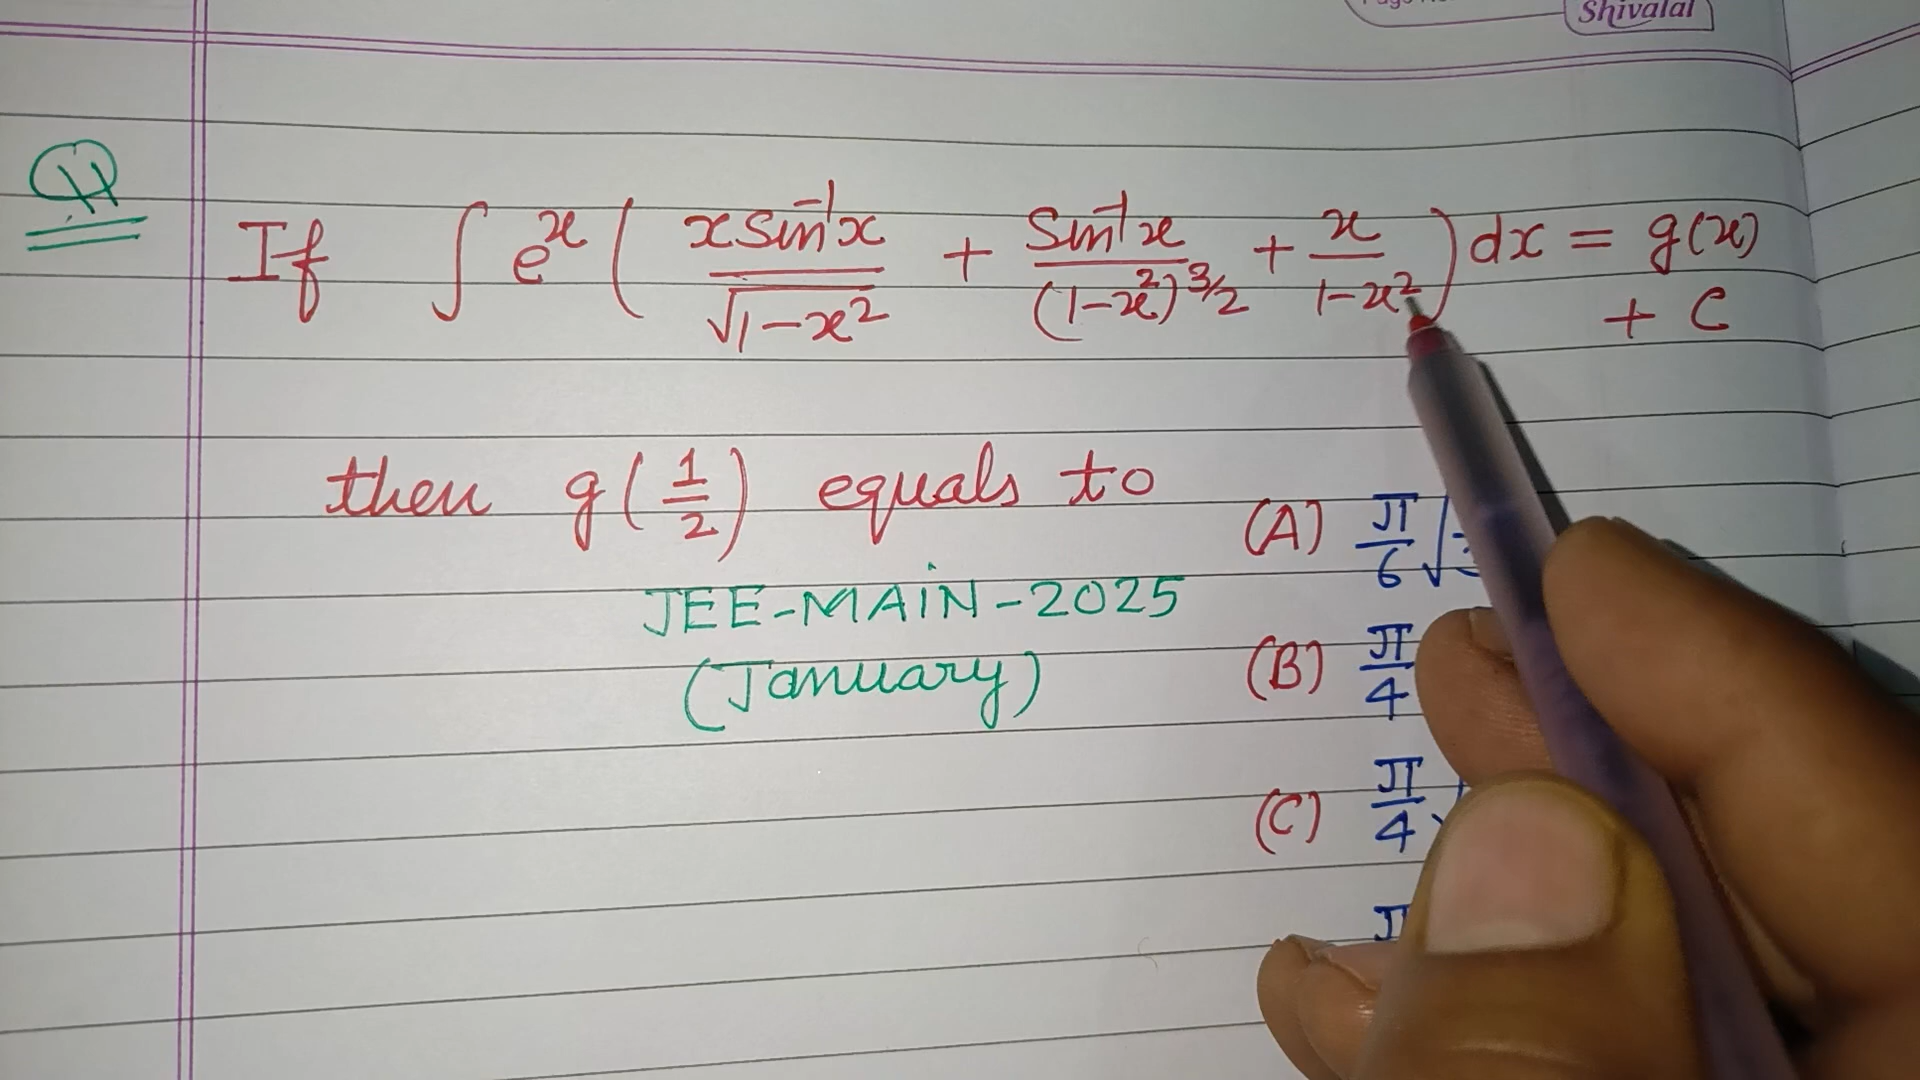 Shivalal
Q
If ∫ e^x ( x sin⁻¹x / √(1-x²) + sin⁻¹x / (1-x²)^3/2 + x / (1-x²) ) dx = g(x)
+ C
then g(1/2) equals to
JEE-MAIN-2025
(January)
(A) π/6 √
(B) π/4
(C) π/4
π